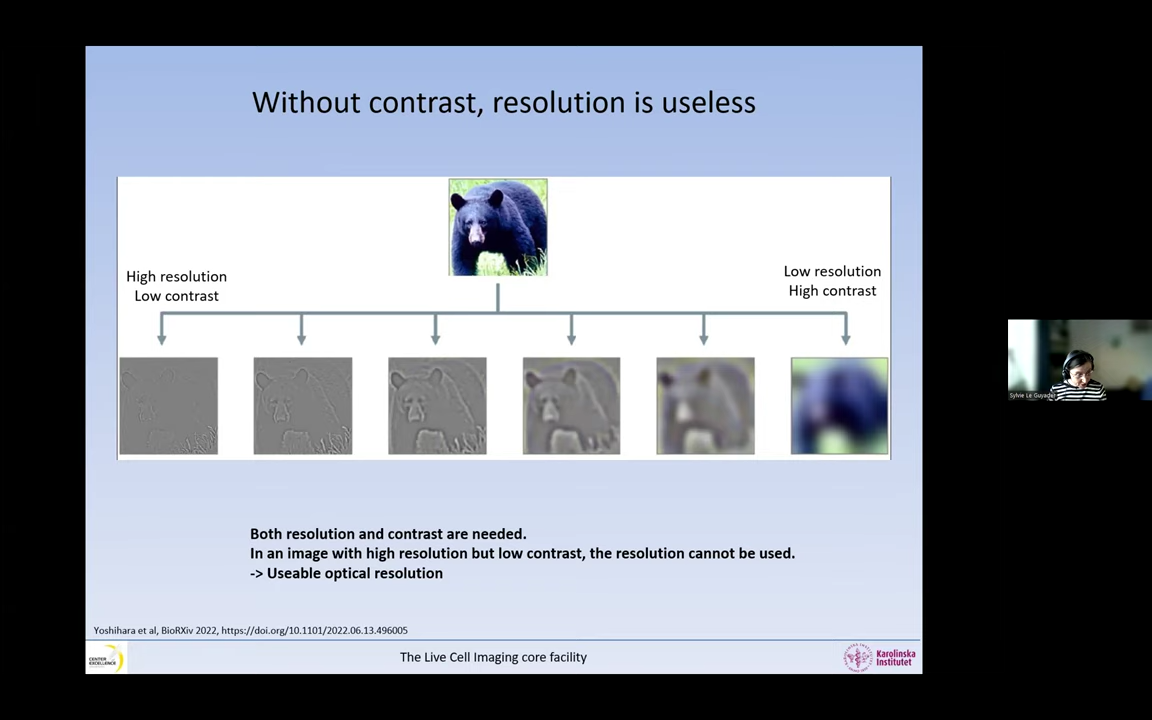 Without contrast, resolution is useless
High resolution
Low contrast
Low resolution
High contrast
Both resolution and contrast are needed.
In an image with high resolution but low contrast, the resolution cannot be used.
-> Useable optical resolution
Yoshihara et al, BioRXiv 2022, https://doi.org/10.1101/2022.06.13.496005
CENTER
EXCELLENCE
The Live Cell Imaging core facility
Karolinska
Institutet
Sylvie Le Guyader